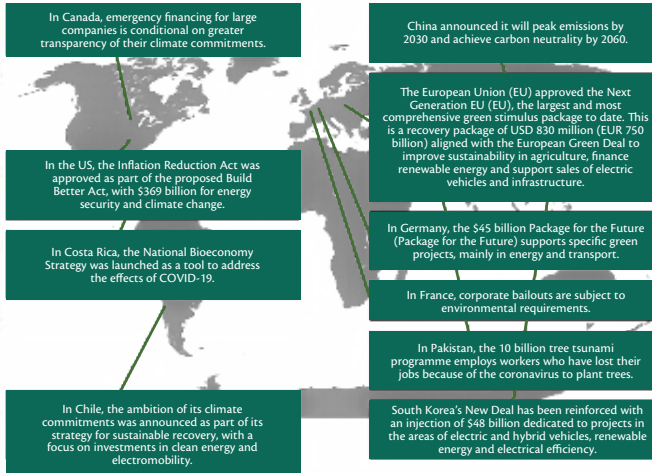 In Canada, emergency financing for large
companies is conditional on greater
transparency of their climate commitments.
In the US, the Inflation Reduction Act was
approved as part of the proposed Build
Better Act, with $369 billion for energy
security and climate change.
In Costa Rica, the National Bioeconomy
Strategy was launched as a tool to address
the effects of COVID-19.
In Chile, the ambition of its climate
commitments was announced as part of its
strategy for sustainable recovery, with a
focus on investments in clean energy and
electromobility.
China announced it will peak emissions by
2030 and achieve carbon neutrality by 2060.
The European Union (EU) approved the Next
Generation EU (EU), the largest and most
comprehensive green stimulus package to date. This
is a recovery package of USD 830 million (EUR 750
billion) aligned with the European Green Deal to
improve sustainability in agriculture, finance
renewable energy and support sales of electric
vehicles and infrastructure.
In Germany, the $45 billion Package for the Future
(Package for the Future) supports specific green
projects, mainly in energy and transport.
In France, corporate bailouts are subject to
environmental requirements.
In Pakistan, the 10 billion tree tsunami
programme employs workers who have lost their
jobs because of the coronavirus to plant trees.
South Korea's New Deal has been reinforced with
an injection of $48 billion dedicated to projects in
the areas of electric and hybrid vehicles, renewable
energy and electrical efficiency.